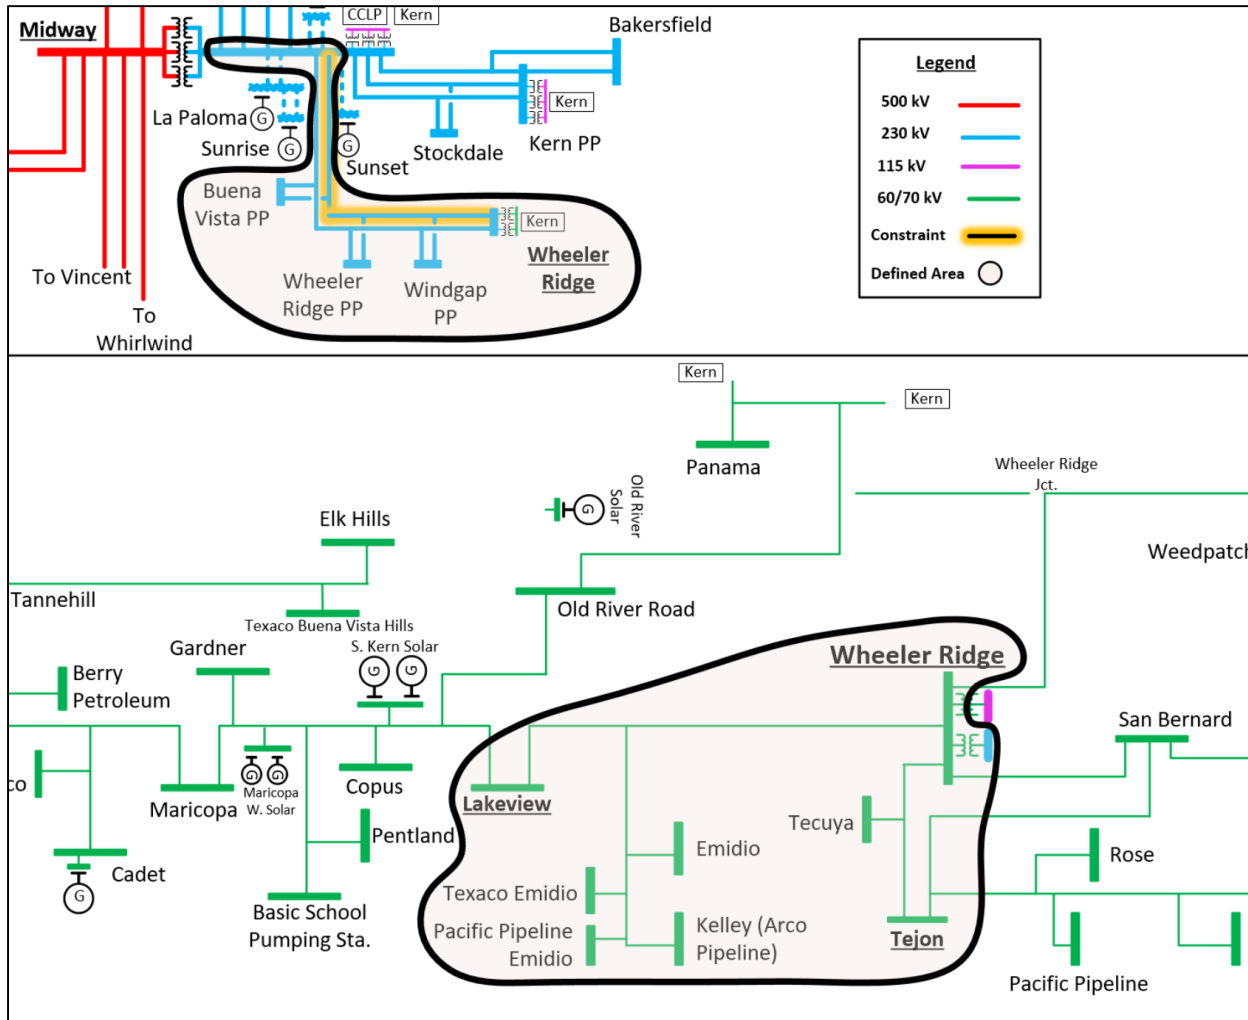 Midway
CCLP
Kern
Bakersfield
Legend
500 kV
230 kV
115 kV
60/70 kV
Constraint
Defined Area
La Paloma
G
Sunrise
G
G
Sunset
Stockdale
Kern
Kern PP
Buena
Vista PP
Kern
Wheeler
Ridge PP
Windgap
PP
Wheeler
Ridge
To Vincent
To
Whirlwind
Kern
Kern
Panama
Wheeler Ridge
Jct.
Old River
Solar
G
Elk Hills
Weedpatch
Tannehill
Old River Road
Texaco Buena Vista Hills
S. Kern Solar
G
G
Gardner
Berry
Petroleum
Wheeler Ridge
San Bernard
co
Maricopa
G
G
Maricopa
W. Solar
Copus
Lakeview
Pentland
Tecuya
Emidio
Rose
Cadet
G
Texaco Emidio
Basic School
Pumping Sta.
Pacific Pipeline
Emidio
Kelley (Arco
Pipeline)
Tejon
Pacific Pipeline